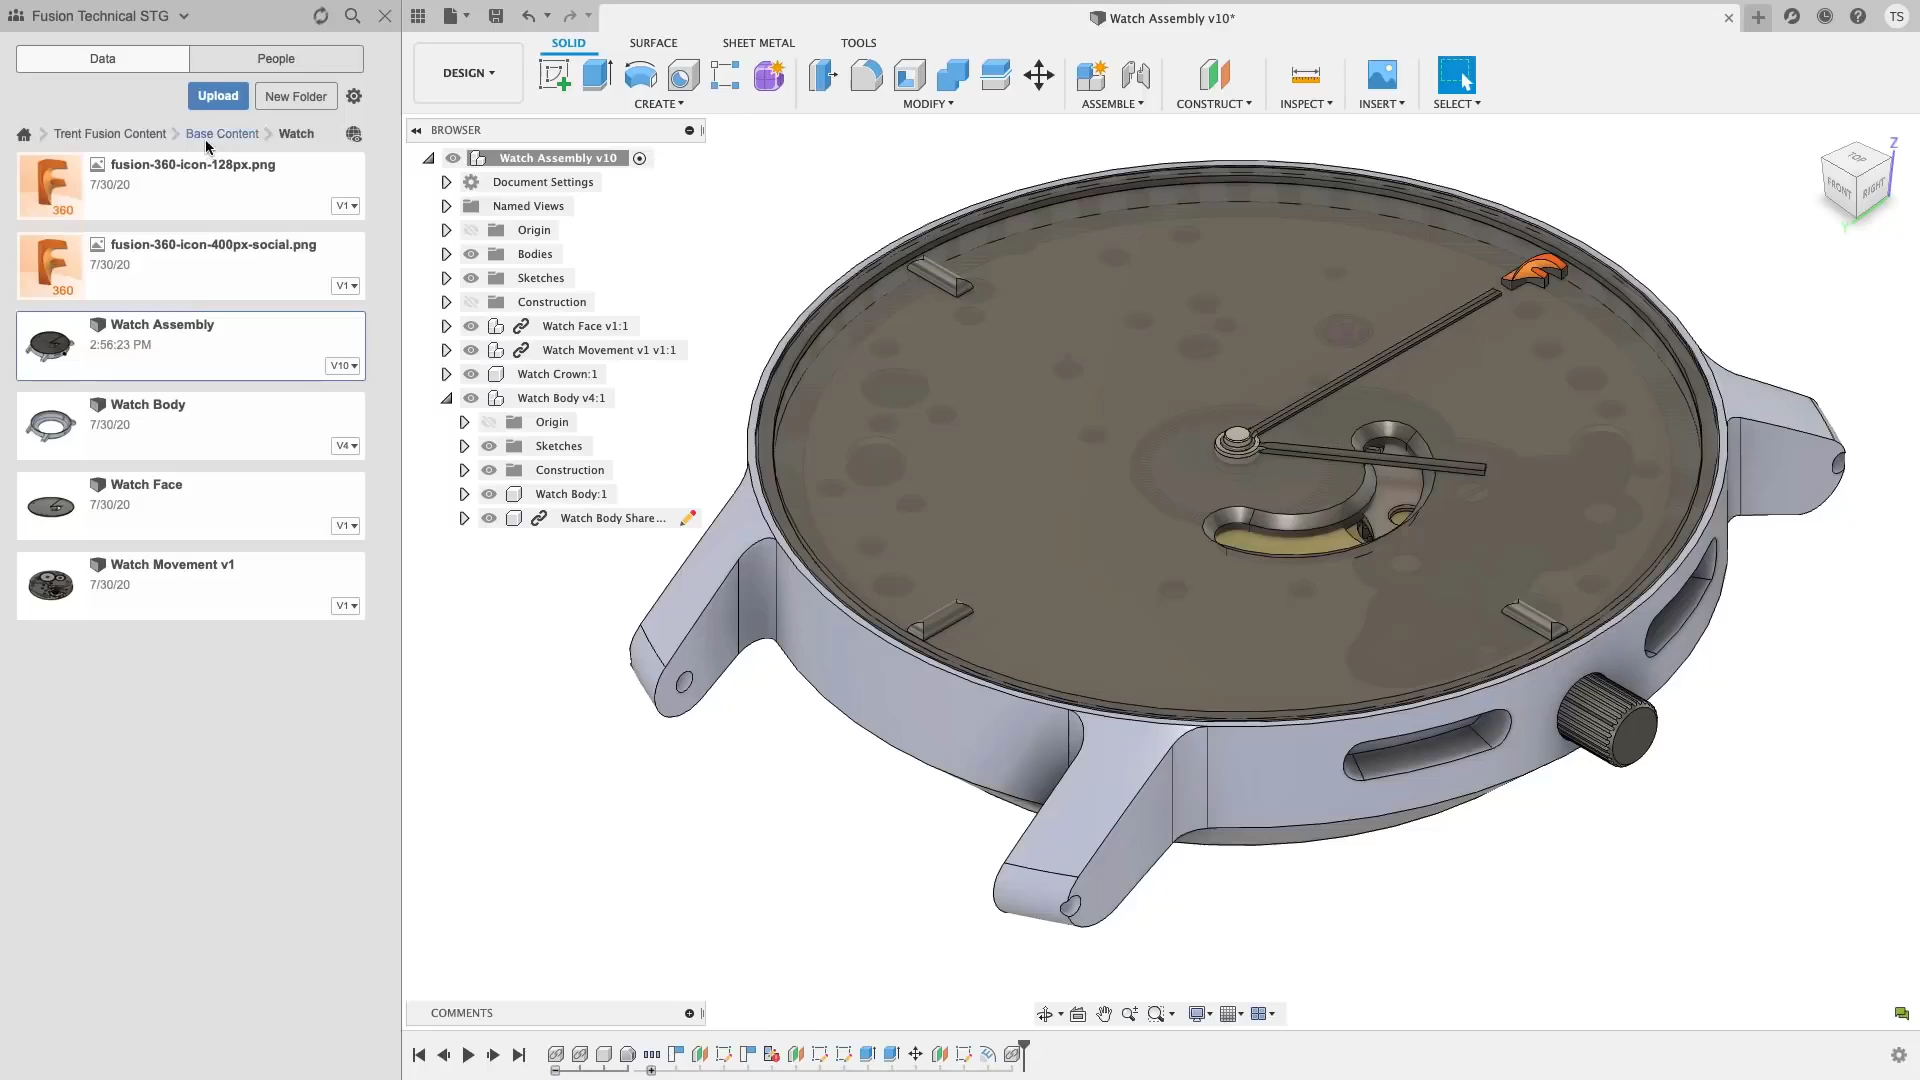 Fusion Technical STG
Watch Assembly v10*
TS
Data
People
Upload
New Folder
Trent Fusion Content
Base Content
Watch
fusion-360-icon-128px.png
7/30/20
360
V1
fusion-360-icon-400px-social.png
7/30/20
360
V1
Watch Assembly
2:56:23 PM
V10
Watch Body
7/30/20
V4
Watch Face
7/30/20
V1
Watch Movement v1
7/30/20
V1
SOLID
SURFACE
SHEET METAL
TOOLS
DESIGN
CREATE
MODIFY
ASSEMBLE
CONSTRUCT
INSPECT
INSERT
SELECT
BROWSER
Watch Assembly v10
Document Settings
Named Views
Origin
Bodies
Sketches
Construction
Watch Face v1:1
Watch Movement v1 v1:1
Watch Crown:1
Watch Body v4:1
Origin
Sketches
Construction
Watch Body:1
Watch Body Share...
Z
TOP
FRONT
RIGHT
Y
COMMENTS